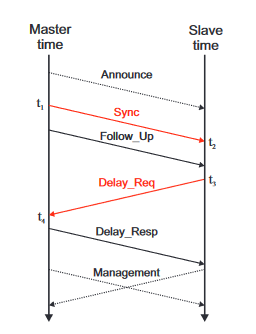 Master
time
Slave
time
Announce
t₁
Sync
t₂
Follow_Up
Delay_Req
t₃
t₄
Delay_Resp
Management